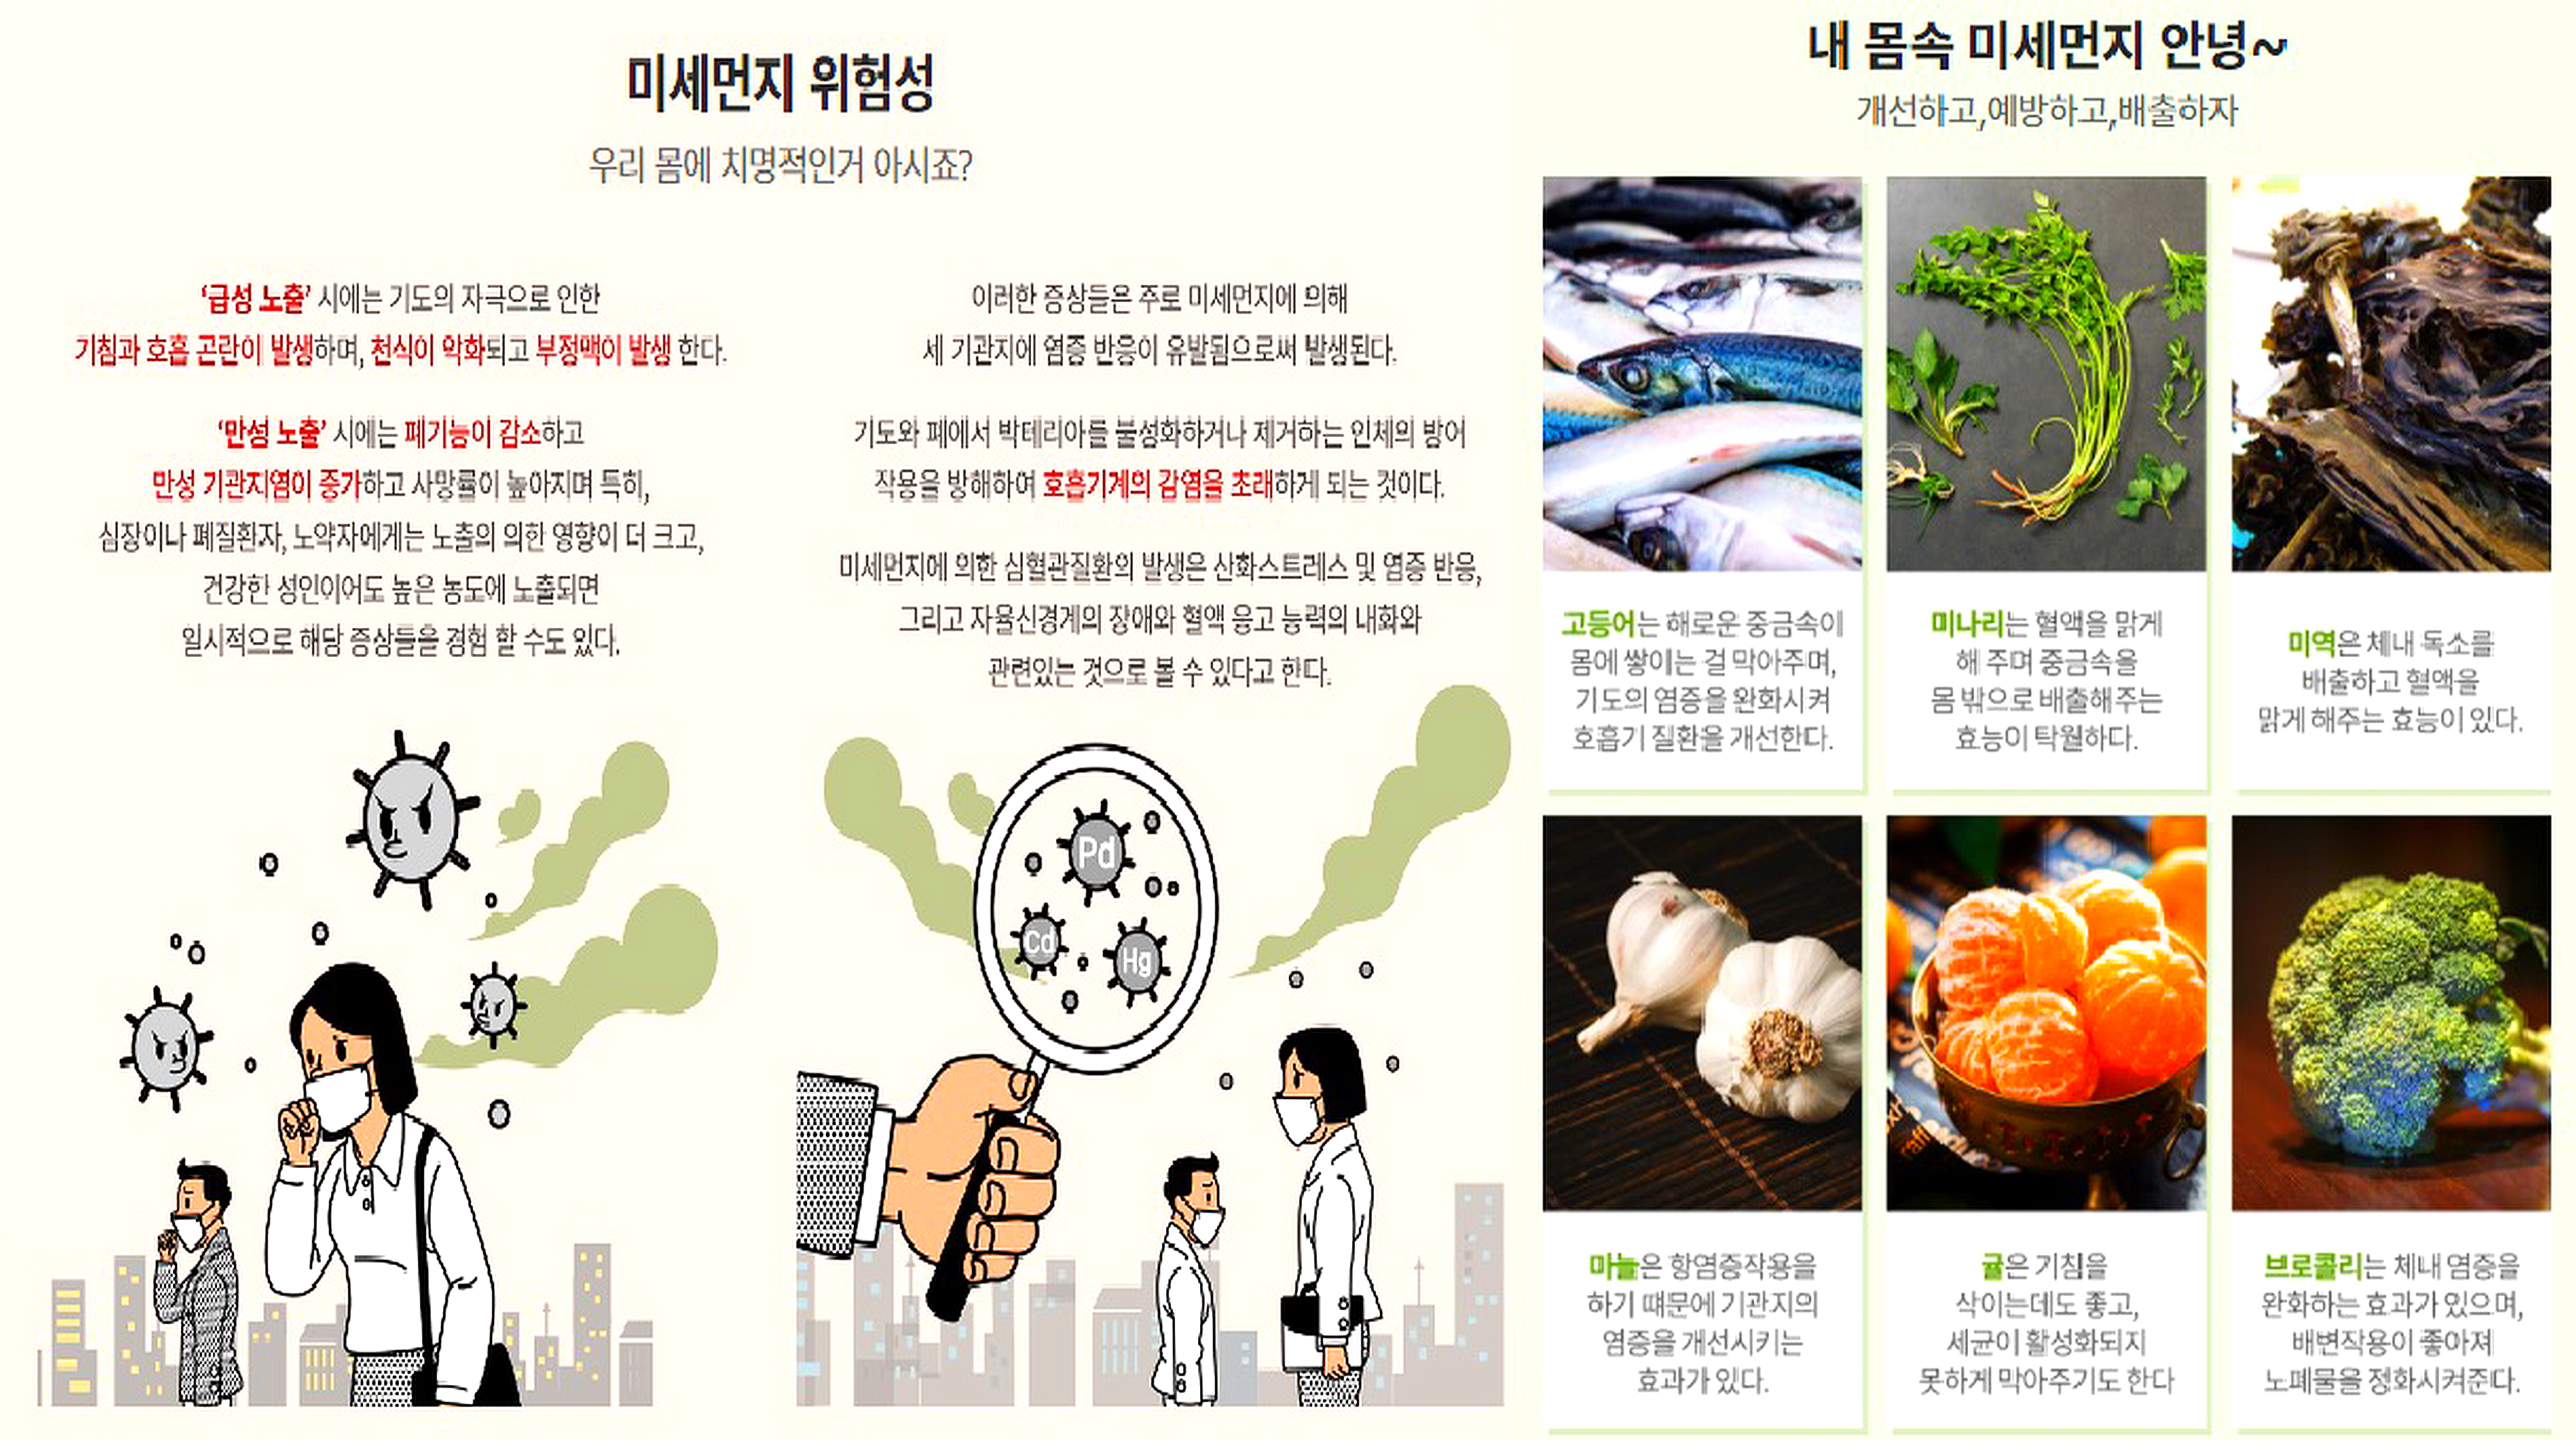 미세먼지 위험성
우리 몸에 치명적인거 아시죠?
‘급성 노출’ 시에는 기도의 자극으로 인한
기침과 호흡 곤란이 발생하며, 천식이 악화되고 부정맥이 발생 한다.
‘만성 노출’ 시에는 폐기능이 감소하고
만성 기관지염이 증가하고 사망률이 높아지며 특히,
심장이나 폐질환자, 노약자에게는 노출의 의한 영향이 더 크고,
건강한 성인이어도 높은 농도에 노출되면
일시적으로 해당 증상들을 경험 할 수도 있다.
이러한 증상들은 주로 미세먼지에 의해
세 기관지에 염증 반응이 유발됨으로써 발생된다.
기도와 폐에서 박테리아를 불성화하거나 제거하는 인체의 방어
작용을 방해하여 호흡기계의 감염을 초래하게 되는 것이다.
미세먼지에 의한 심혈관질환의 발생은 산화스트레스 및 염증 반응,
그리고 자율신경계의 장애와 혈액 응고 능력의 내화와
관련있는 것으로 볼 수 있다고 한다.
Pd
Cd
Hg
내 몸속 미세먼지 안녕~
개선하고,예방하고,배출하자
고등어는 해로운 중금속이
몸에 쌓이는 걸 막아주며,
기도의 염증을 완화시켜
호흡기 질환을 개선한다.
미나리는 혈액을 맑게
해 주며 중금속을
몸 밖으로 배출해주는
효능이 탁월하다.
미역은 체내 독소를
배출하고 혈액을
맑게 해주는 효능이 있다.
마늘은 항염증작용을
하기 떄문에 기관지의
염증을 개선시키는
효과가 있다.
귤은 기침을
삭이는데도 좋고,
세균이 활성화되지
못하게 막아주기도 한다
브로콜리는 체내 염증을
완화하는 효과가 있으며,
배변작용이 좋아져
노폐물을 정화시켜준다.